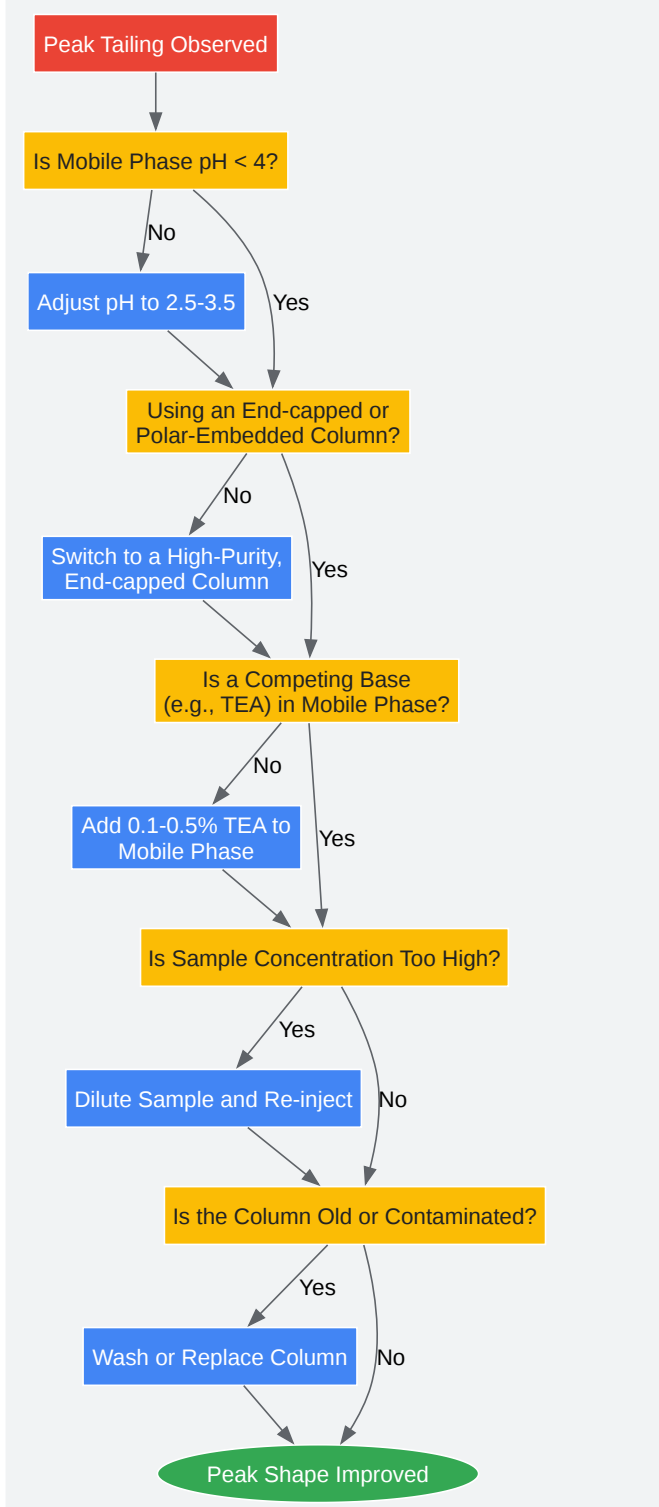 Peak Tailing Observed
Is Mobile Phase pH < 4?
No
Adjust pH to 2.5-3.5
Yes
Using an End-capped or
Polar-Embedded Column?
No
Switch to a High-Purity,
End-capped Column
Yes
Is a Competing Base
(e.g., TEA) in Mobile Phase?
No
Add 0.1-0.5% TEA to
Mobile Phase
Yes
Is Sample Concentration Too High?
Yes
Dilute Sample and Re-inject
No
Is the Column Old or Contaminated?
Yes
Wash or Replace Column
No
Peak Shape Improved